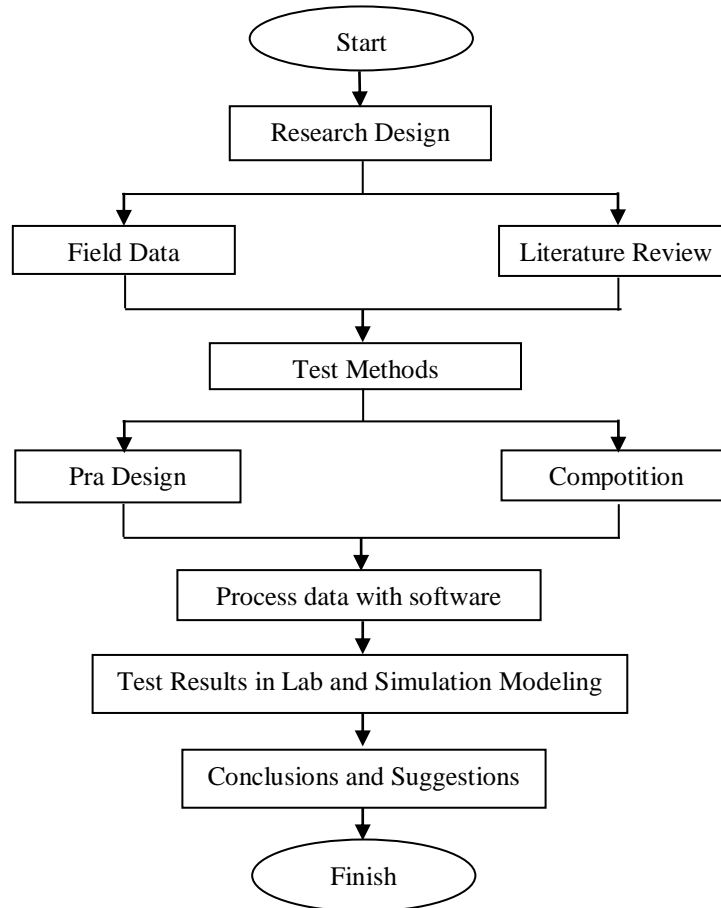 Start
Research Design
Field Data
Literature Review
Test Methods
Pra Design
Compotition
Process data with software
Test Results in Lab and Simulation Modeling
Conclusions and Suggestions
Finish